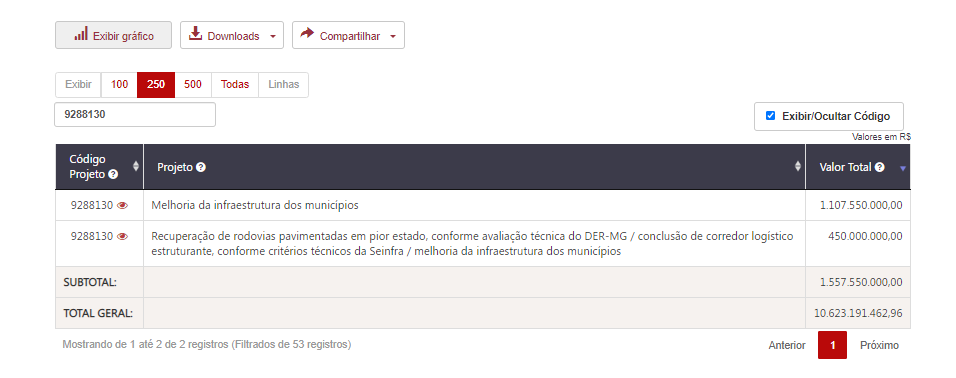 Exibir gráfico Downloads Compartilhar
Exibir 100 250 500 Todas Linhas
9288130
Exibir/Ocultar Código
Valores em R$
Código
Projeto
Projeto
Valor Total
9288130 Melhoria da infraestrutura dos municípios 1.107.550.000,00
9288130 Recuperação de rodovias pavimentadas em pior estado, conforme avaliação técnica do DER-MG / conclusão de corredor logístico 450.000.000,00
estruturante, conforme critérios técnicos da Seinfra / melhoria da infraestrutura dos municípios
SUBTOTAL: 1.557.550.000,00
TOTAL GERAL: 10.623.191.462,96
Mostrando de 1 até 2 de 2 registros (Filtrados de 53 registros)
Anterior 1 Próximo